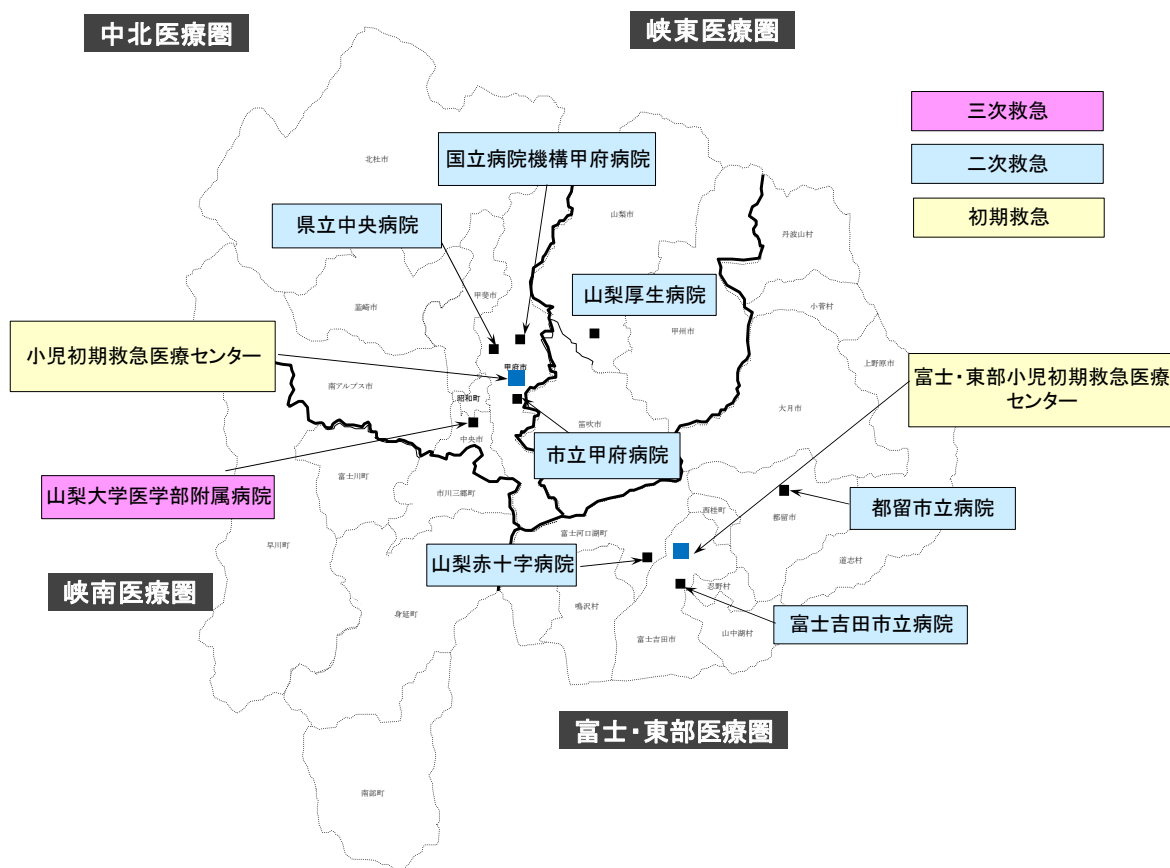 中北医療圏
峡東医療圏
三次救急
二次救急
初期救急
国立病院機構甲府病院
県立中央病院
山梨厚生病院
小児初期救急医療センター
富士・東部小児初期救急医療
センター
市立甲府病院
山梨大学医学部附属病院
都留市立病院
山梨赤十字病院
富士吉田市立病院
峡南医療圏
富士・東部医療圏
北杜市
山梨市
丹波山村
甲斐市
小菅村
韮崎市
甲州市
甲府市
上野原市
南アルプス市
昭和町
大月市
笛吹市
中央市
富士川町
市川三郷町
西桂町
都留市
富士河口湖町
早川町
道志村
忍野村
鳴沢村
身延町
富士吉田市
山中湖村
南部町